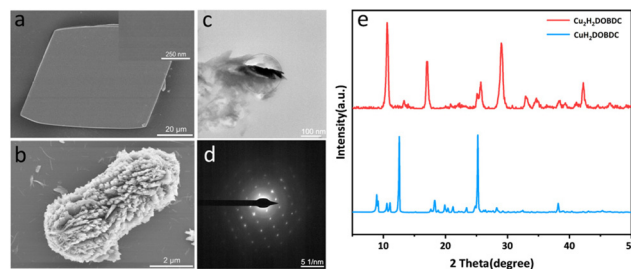 a
250 nm
20 μm
b
2 μm
c
100 nm
d
5 1/nm
e
Cu₂H₂DOBDC
CuH₂DOBDC
Intensity(a.u.)
10 20 30 40 50
2 Theta(degree)